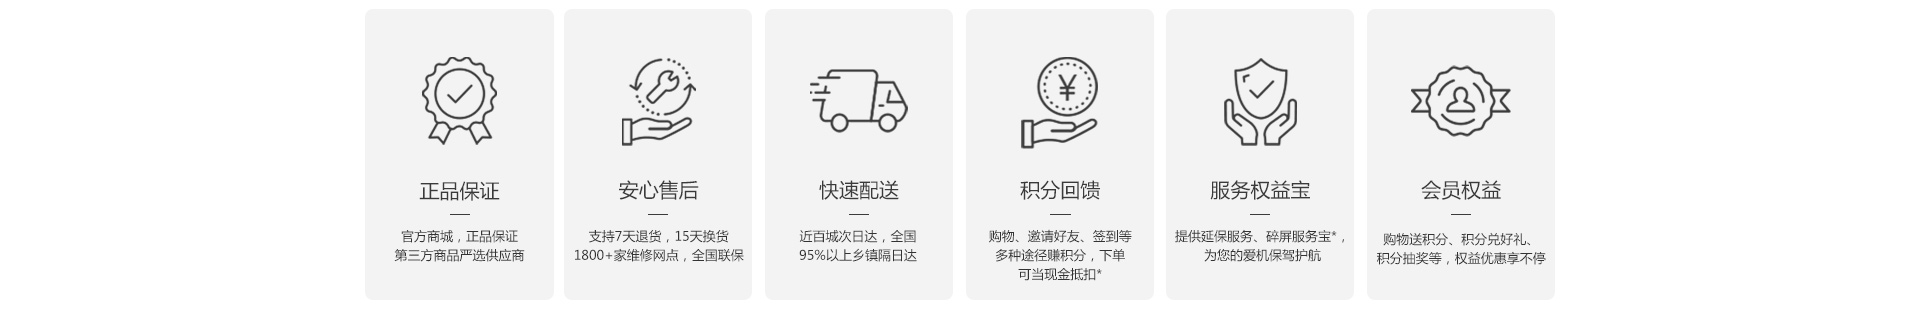 正品保证
官方商城，正品保证
第三方商品严选供应商
安心售后
支持7天退货，15天换货
1800+家维修网点，全国联保
快速配送
近百城次日达，全国
95%以上乡镇隔日达
¥
积分回馈
购物、邀请好友、签到等
多种途径赚积分，下单
可当现金抵扣*
服务权益宝
提供延保服务、碎屏服务宝*，
为您的爱机保驾护航
会员权益
购物送积分、积分兑好礼、
积分抽奖等，权益优惠享不停